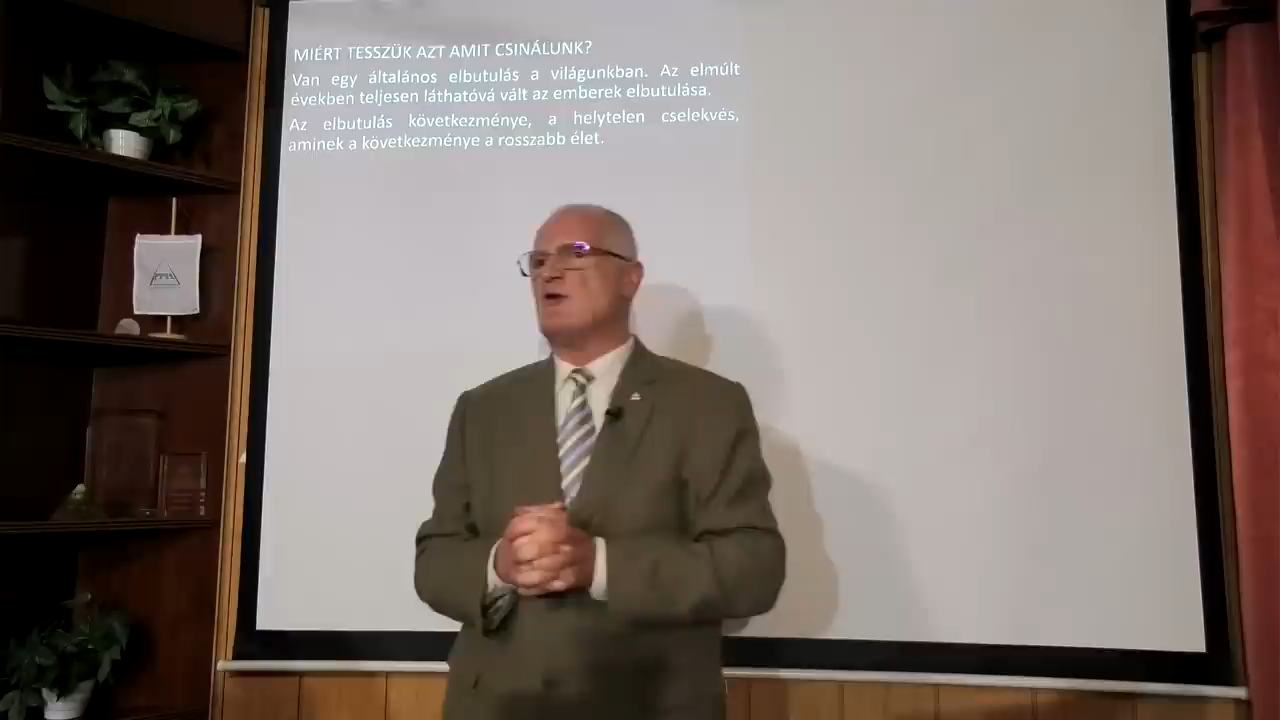 MIÉRT TESSZÜK AZT AMIT CSINÁLUNK?
Van egy általános elbutulás a világunkban. Az elmúlt
években teljesen láthatóvá vált az emberek elbutulása.
Az elbutulás következménye, a helytelen cselekvés,
aminek a következménye a rosszabb élet.